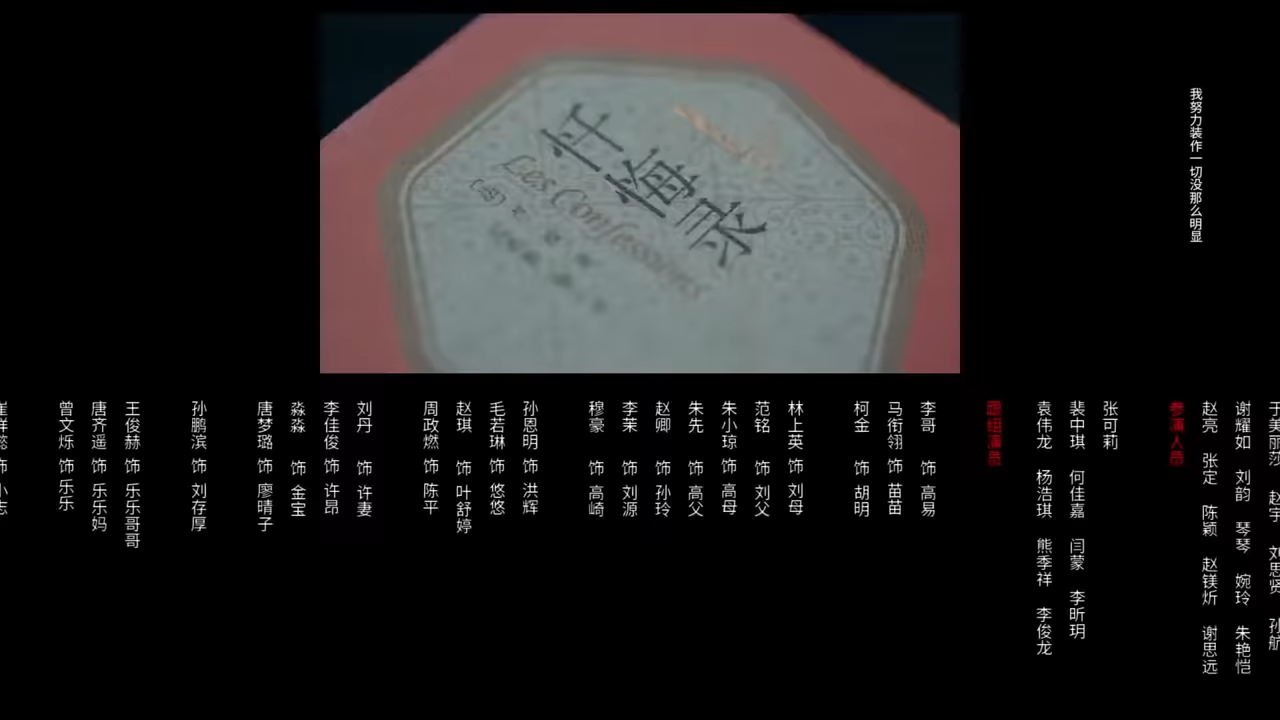 忏悔录
Les Confessions
我努力装作一切没那么明显
曾文烁 饰 乐乐
唐齐遥 饰 乐乐妈
王俊赫 饰 乐乐哥哥
孙鹏滨 饰 刘存厚
唐梦璐 饰 廖晴子
淼淼 饰 金宝
李佳俊 饰 许昂
刘丹 饰 许妻
周政燃 饰 陈平
赵琪 饰 叶舒婷
毛若琳 饰 悠悠
孙恩明 饰 洪辉
穆豪 饰 高崎
李茉 饰 刘源
赵卿 饰 孙玲
朱先 饰 高父
朱小琼 饰 高母
范铭 饰 刘父
林上英 饰 刘母
柯金 饰 胡明
马衔翎 饰 苗苗
李哥 饰 高易
跟组演员
袁伟龙 杨浩琪 熊季祥 李俊龙
裴中琪 何佳嘉 闫蒙 李昕玥
张可莉
参演人员
赵亮 张定 陈颖 赵镁炘 谢思远
谢耀如 刘韵 琴琴 婉玲 朱艳恺